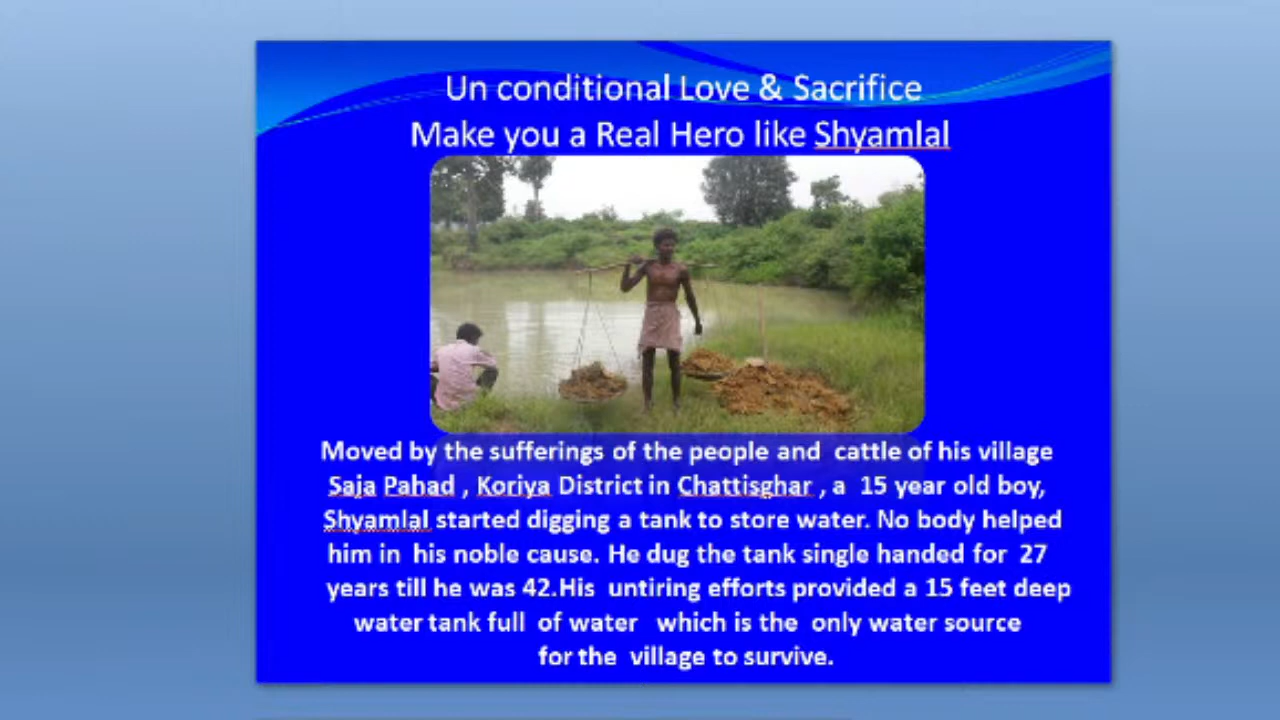 Un conditional Love & Sacrifice
Make you a Real Hero like Shyamlal
Moved by the sufferings of the people and cattle of his village
Saja Pahad , Koriya District in Chattisghar , a 15 year old boy,
Shyamlal started digging a tank to store water. No body helped
him in his noble cause. He dug the tank single handed for 27
years till he was 42.His untiring efforts provided a 15 feet deep
water tank full of water which is the only water source
for the village to survive.